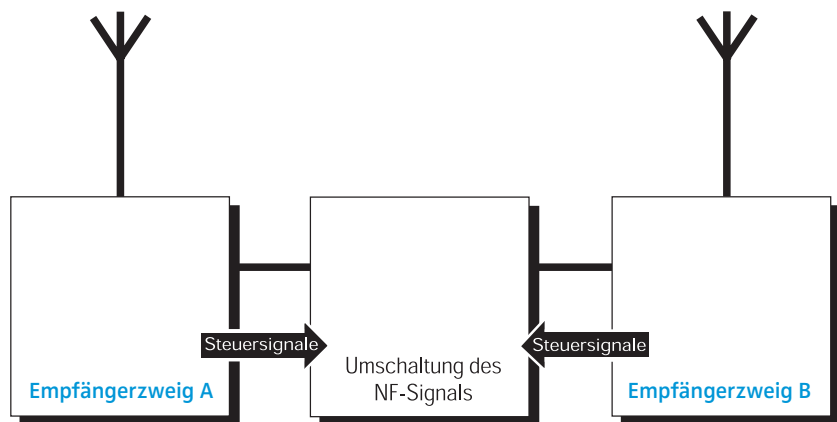 Steuersignale
Steuersignale
Umschaltung des
NF-Signals
Empfängerzweig A
Empfängerzweig B